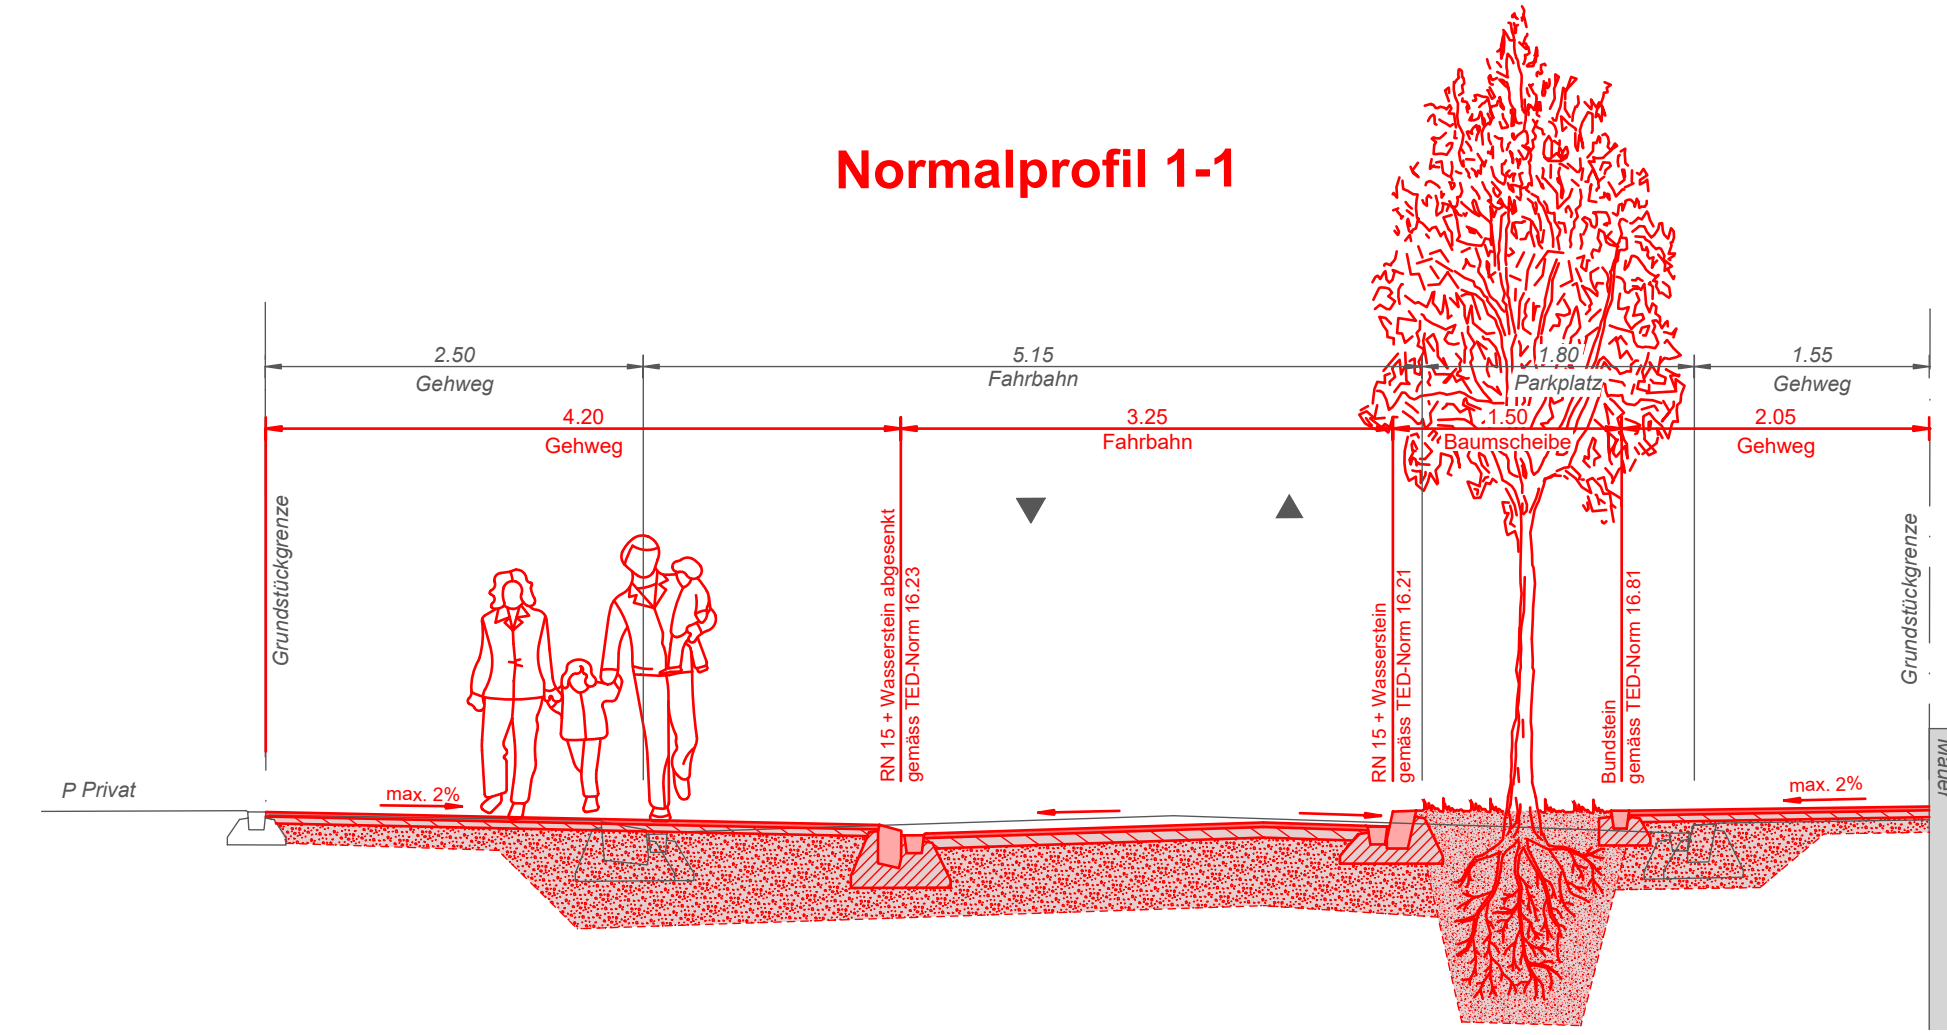 Normalprofil 1-1
2.50
Gehweg
5.15
Fahrbahn
1.80
Parkplatz
1.55
Gehweg
4.20
Gehweg
3.25
Fahrbahn
1.50
Baumscheibe
2.05
Gehweg
Grundstückgrenze
RN 15 + Wasserstein abgesenkt
gemäss TED-Norm 16.23
RN 15 + Wasserstein
gemäss TED-Norm 16.21
Bundstein
gemäss TED-Norm 16.81
Grundstückgrenze
Mauer
P Privat
max. 2%
max. 2%